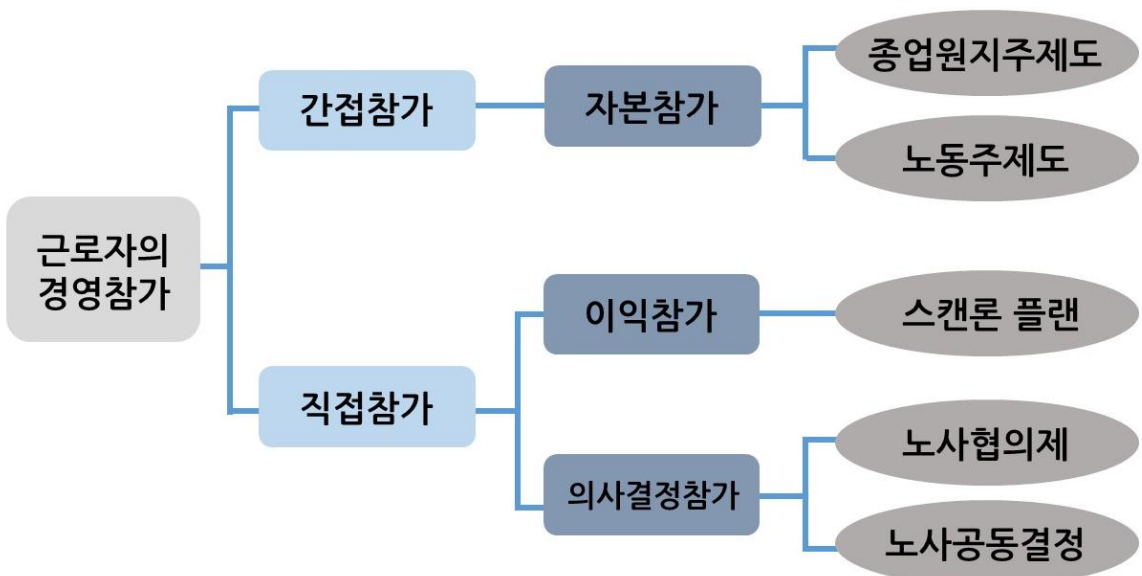 종업원지주제도
간접참가
자본참가
노동주제도
근로자의
경영참가
이익참가
스캔론 플랜
직접참가
노사협의제
의사결정참가
노사공동결정